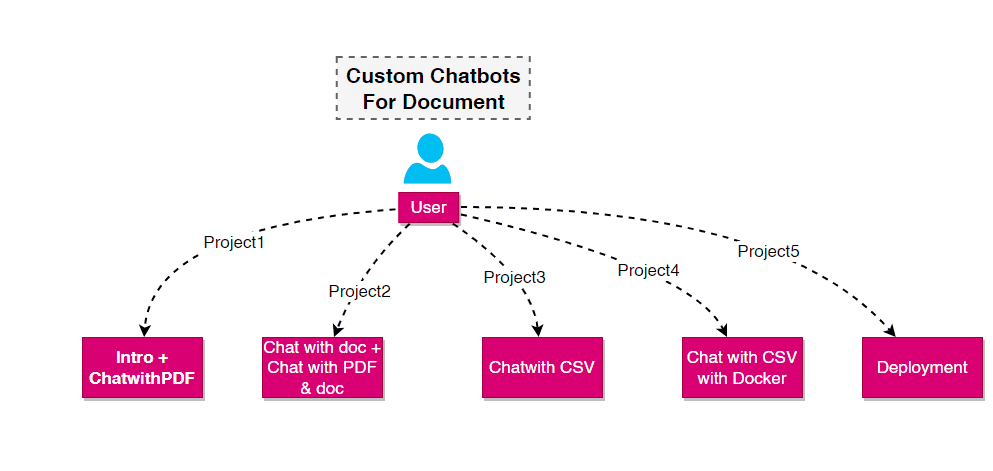 Custom Chatbots
For Document
User
Project1
Project2
Project3
Project4
Project5
Intro +
ChatwithPDF
Chat with doc +
Chat with PDF
& doc
Chatwith CSV
Chat with CSV
with Docker
Deployment